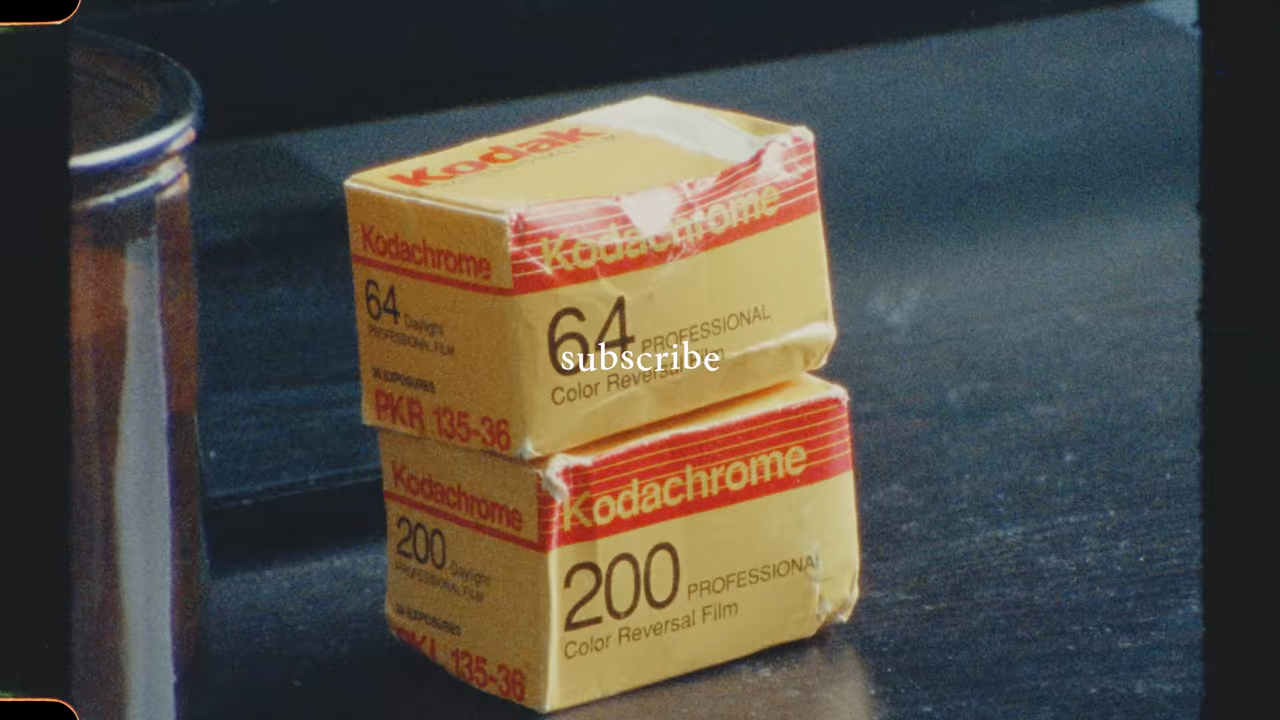 Kodak
Kodachrome
64 Daylight
PROFESSIONAL FILM
36 EXPOSURES
PKR 135-36
Kodachrome
64 PROFESSIONAL
Color Reversal Film
subscribe
Kodachrome
200 Daylight
PROFESSIONAL FILM
36 EXPOSURES
PKL 135-36
Kodachrome
200 PROFESSIONAL
Color Reversal Film